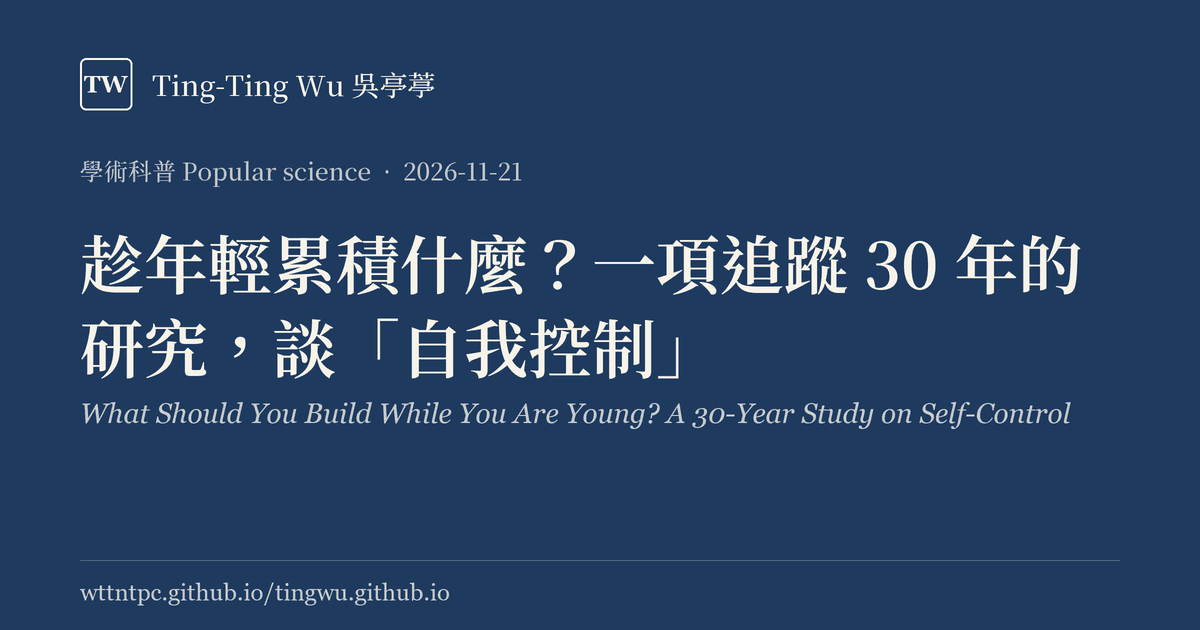 TW
Ting-Ting Wu 吳亭葶
學術科普 Popular science · 2026-11-21
趁年輕累積什麼？一項追蹤 30 年的
研究，談「自我控制」
What Should You Build While You Are Young? A 30-Year Study on Self-Control
wttntpc.github.io/tingwu.github.io